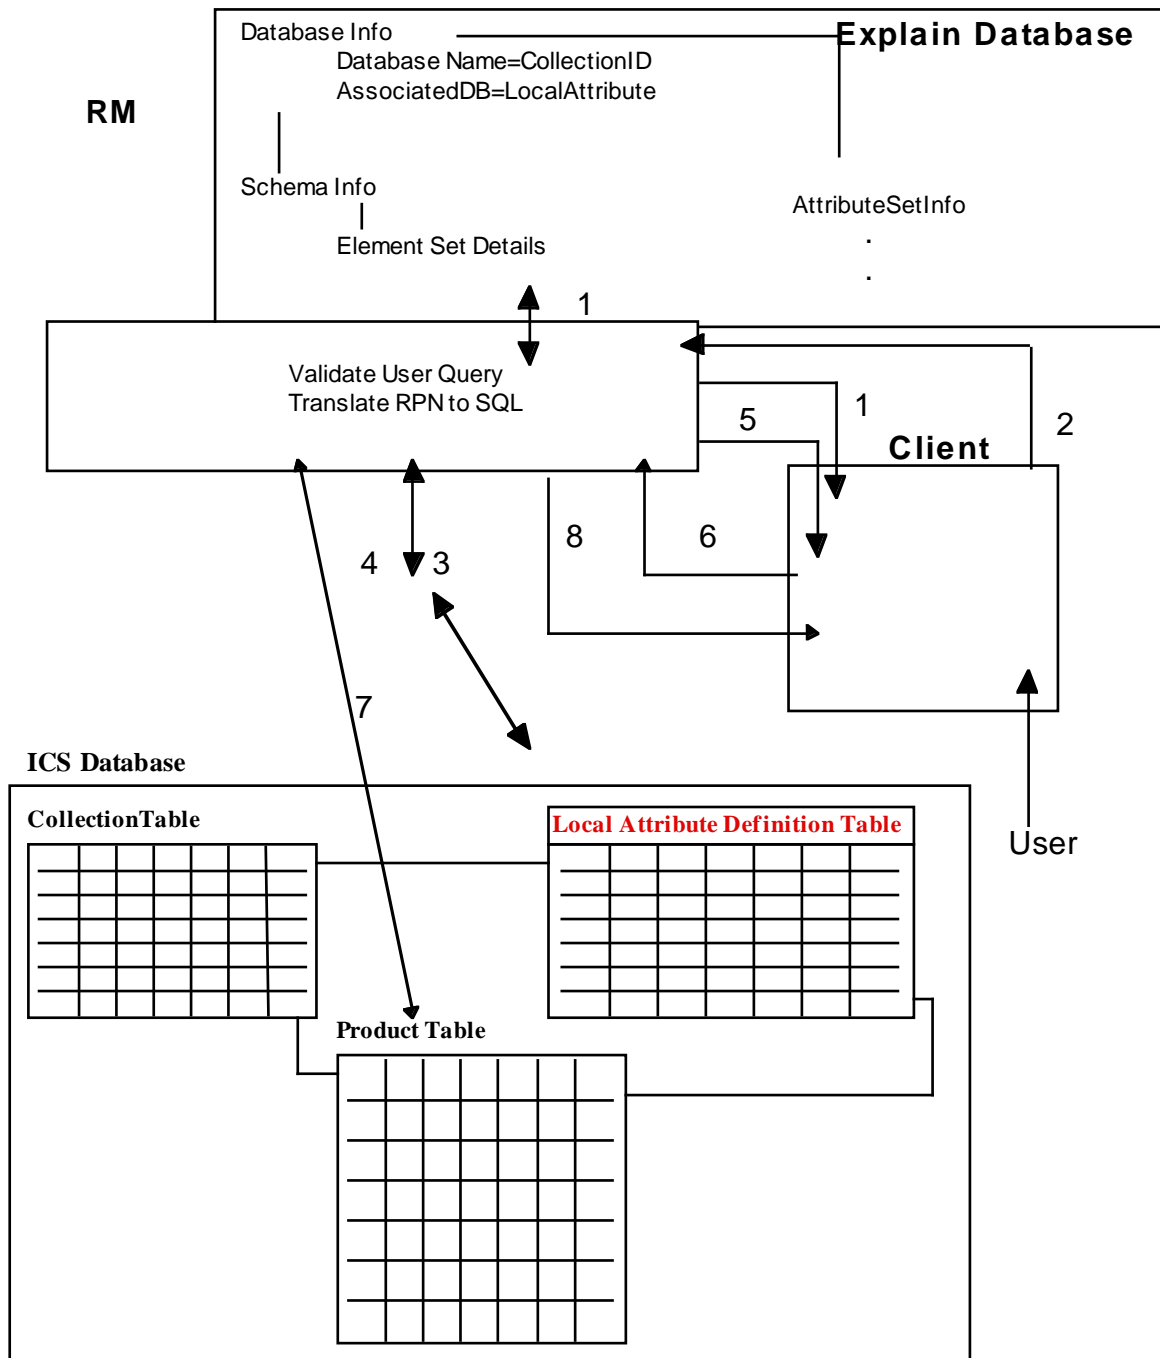 Database Info
Explain Database
Database Name=CollectionID
AssociatedDB=LocalAttribute
RM
Schema Info
AttributeSetInfo
.
.
Element Set Details
1
Validate User Query
Translate RPN to SQL
5
1
2
Client
4
3
8
6
7
ICS Database
CollectionTable
Local Attribute Definition Table
User
Product Table